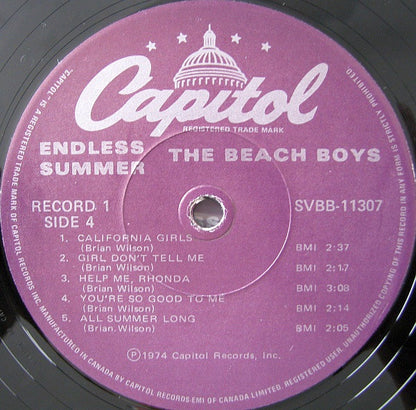 Capitol
REGISTERED TRADE MARK
ENDLESS SUMMER
THE BEACH BOYS
RECORD 1
SIDE 4
SVBB-11307
1. CALIFORNIA GIRLS BMI 2:37
(Brian Wilson)
2. GIRL DON'T TELL ME BMI 2:17
(Brian Wilson)
3. HELP ME, RHONDA BMI 3:08
(Brian Wilson)
4. YOU'RE SO GOOD TO ME BMI 2:14
(Brian Wilson)
5. ALL SUMMER LONG BMI 2:05
(Brian Wilson)
Ⓟ 1974 Capitol Records, Inc.
"CAPITOL" IS A REGISTERED TRADE MARK OF CAPITOL RECORDS INC. MANUFACTURED IN CANADA BY CAPITOL RECORDS-EMI OF CANADA LIMITED. REGISTERED USER. UNAUTHORIZED COPYING OF THIS RECORD IN ANY FORM IS STRICTLY PROHIBITED